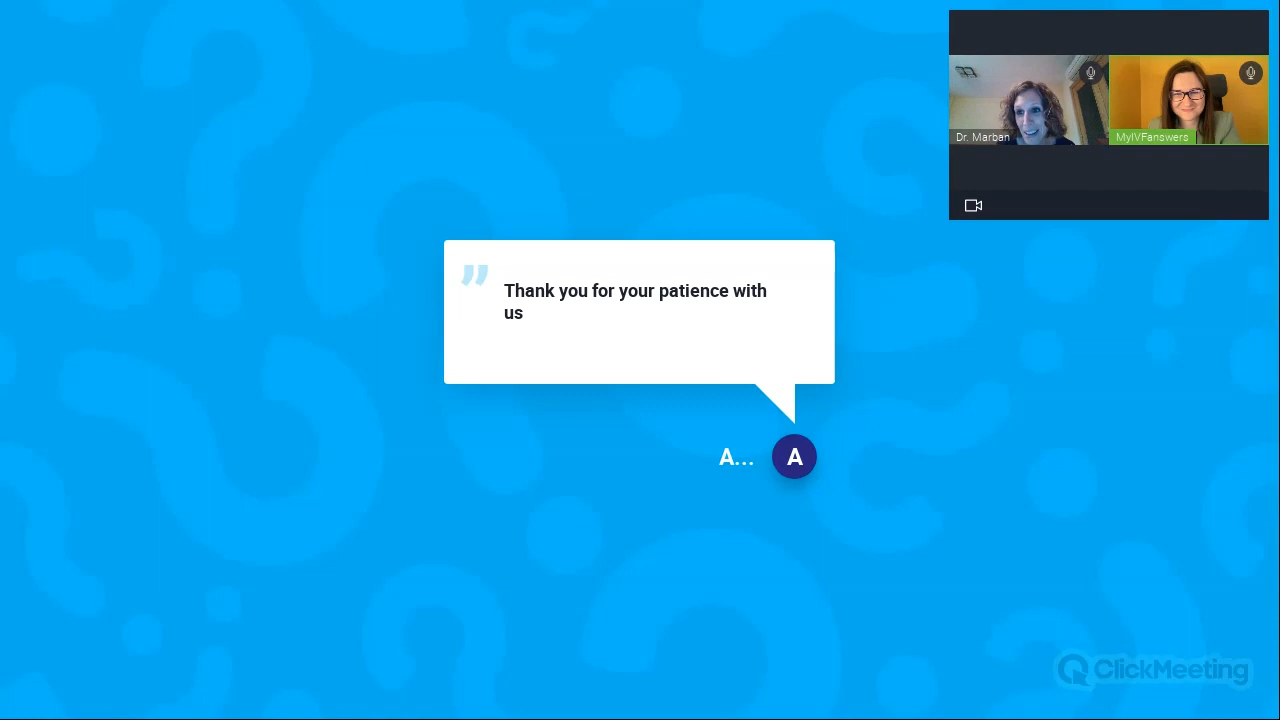 Dr. Marban
MyIVFanswers
Thank you for your patience with
us
A...
A
ClickMeeting